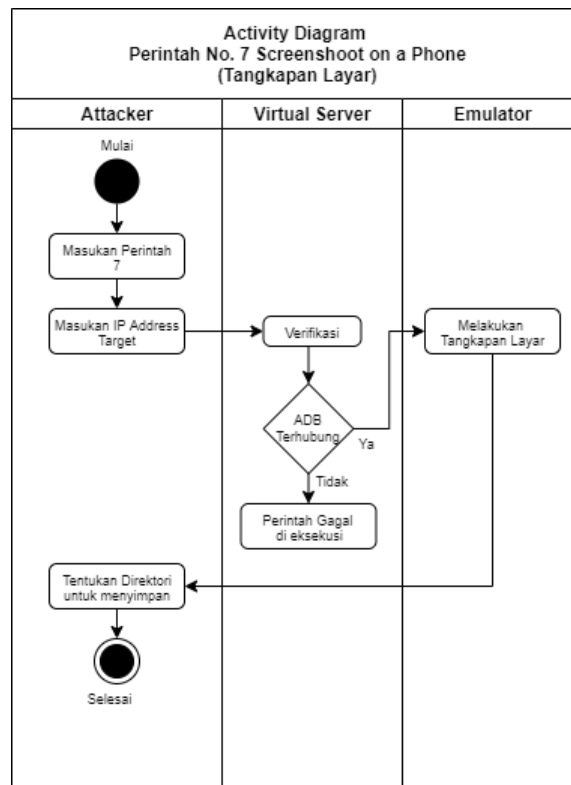 Activity Diagram
Perintah No. 7 Screenshoot on a Phone
(Tangkapan Layar)
Attacker
Virtual Server
Emulator
Mulai
Masukan Perintah
7
Masukan IP Address
Target
Verifikasi
Melakukan
Tangkapan Layar
ADB
Terhubung
Ya
Tidak
Perintah Gagal
di eksekusi
Tentukan Direktori
untuk menyimpan
Selesai